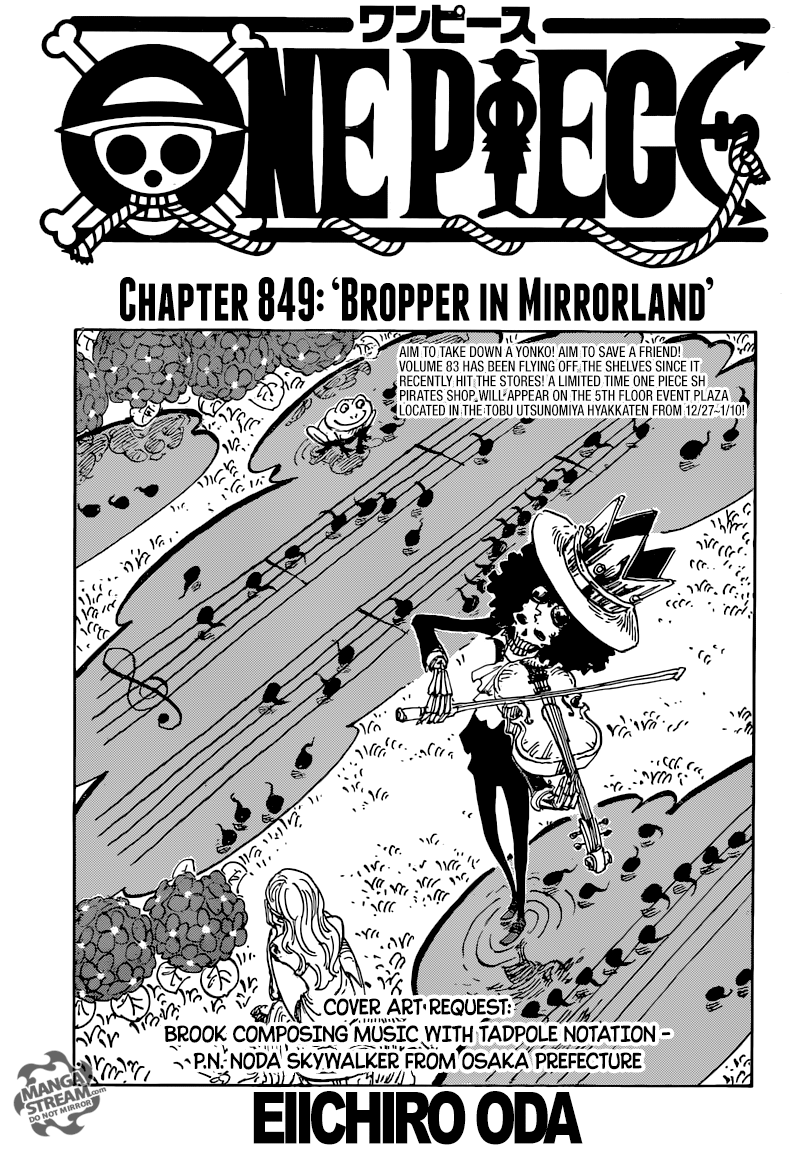 ワンピース
ONE PIECE
CHAPTER 849: 'BROPPER IN MIRRORLAND'
AIM TO TAKE DOWN A YONKO! AIM TO SAVE A FRIEND!
VOLUME 83 HAS BEEN FLYING OFF THE SHELVES SINCE IT
RECENTLY HIT THE STORES! A LIMITED TIME ONE PIECE SH
PIRATES SHOP WILL APPEAR ON THE 5TH FLOOR EVENT PLAZA
LOCATED IN THE TOBU UTSUNOMIYA HYAKKATEN FROM 12/27~1/10!
COVER ART REQUEST:
BROOK COMPOSING MUSIC WITH TADPOLE NOTATION -
P.N. NODA SKYWALKER FROM OSAKA PREFECTURE
MANGA
STREAM.com
DO NOT MIRROR
EIICHIRO ODA